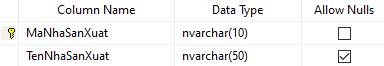 Column Name Data Type Allow Nulls
MaNhaSanXuat nvarchar(10)
TenNhaSanXuat nvarchar(50)